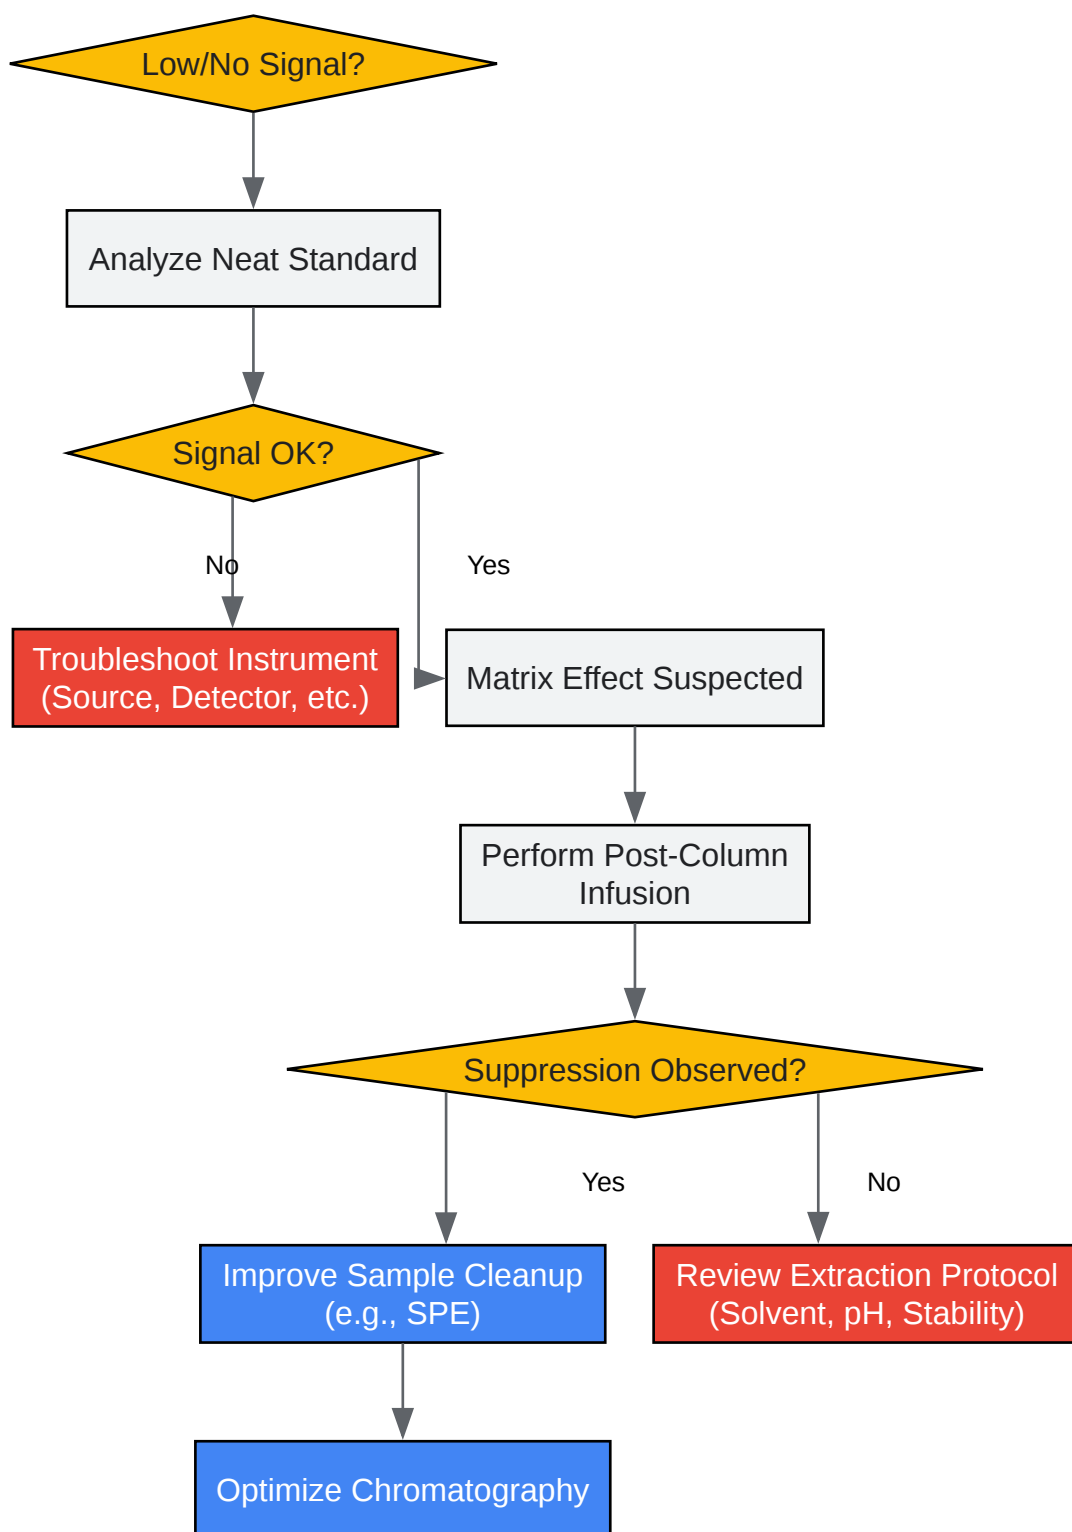 Low/No Signal?
Analyze Neat Standard
Signal OK?
No
Yes
Troubleshoot Instrument
(Source, Detector, etc.)
Matrix Effect Suspected
Perform Post-Column
Infusion
Suppression Observed?
Yes
No
Improve Sample Cleanup
(e.g., SPE)
Review Extraction Protocol
(Solvent, pH, Stability)
Optimize Chromatography